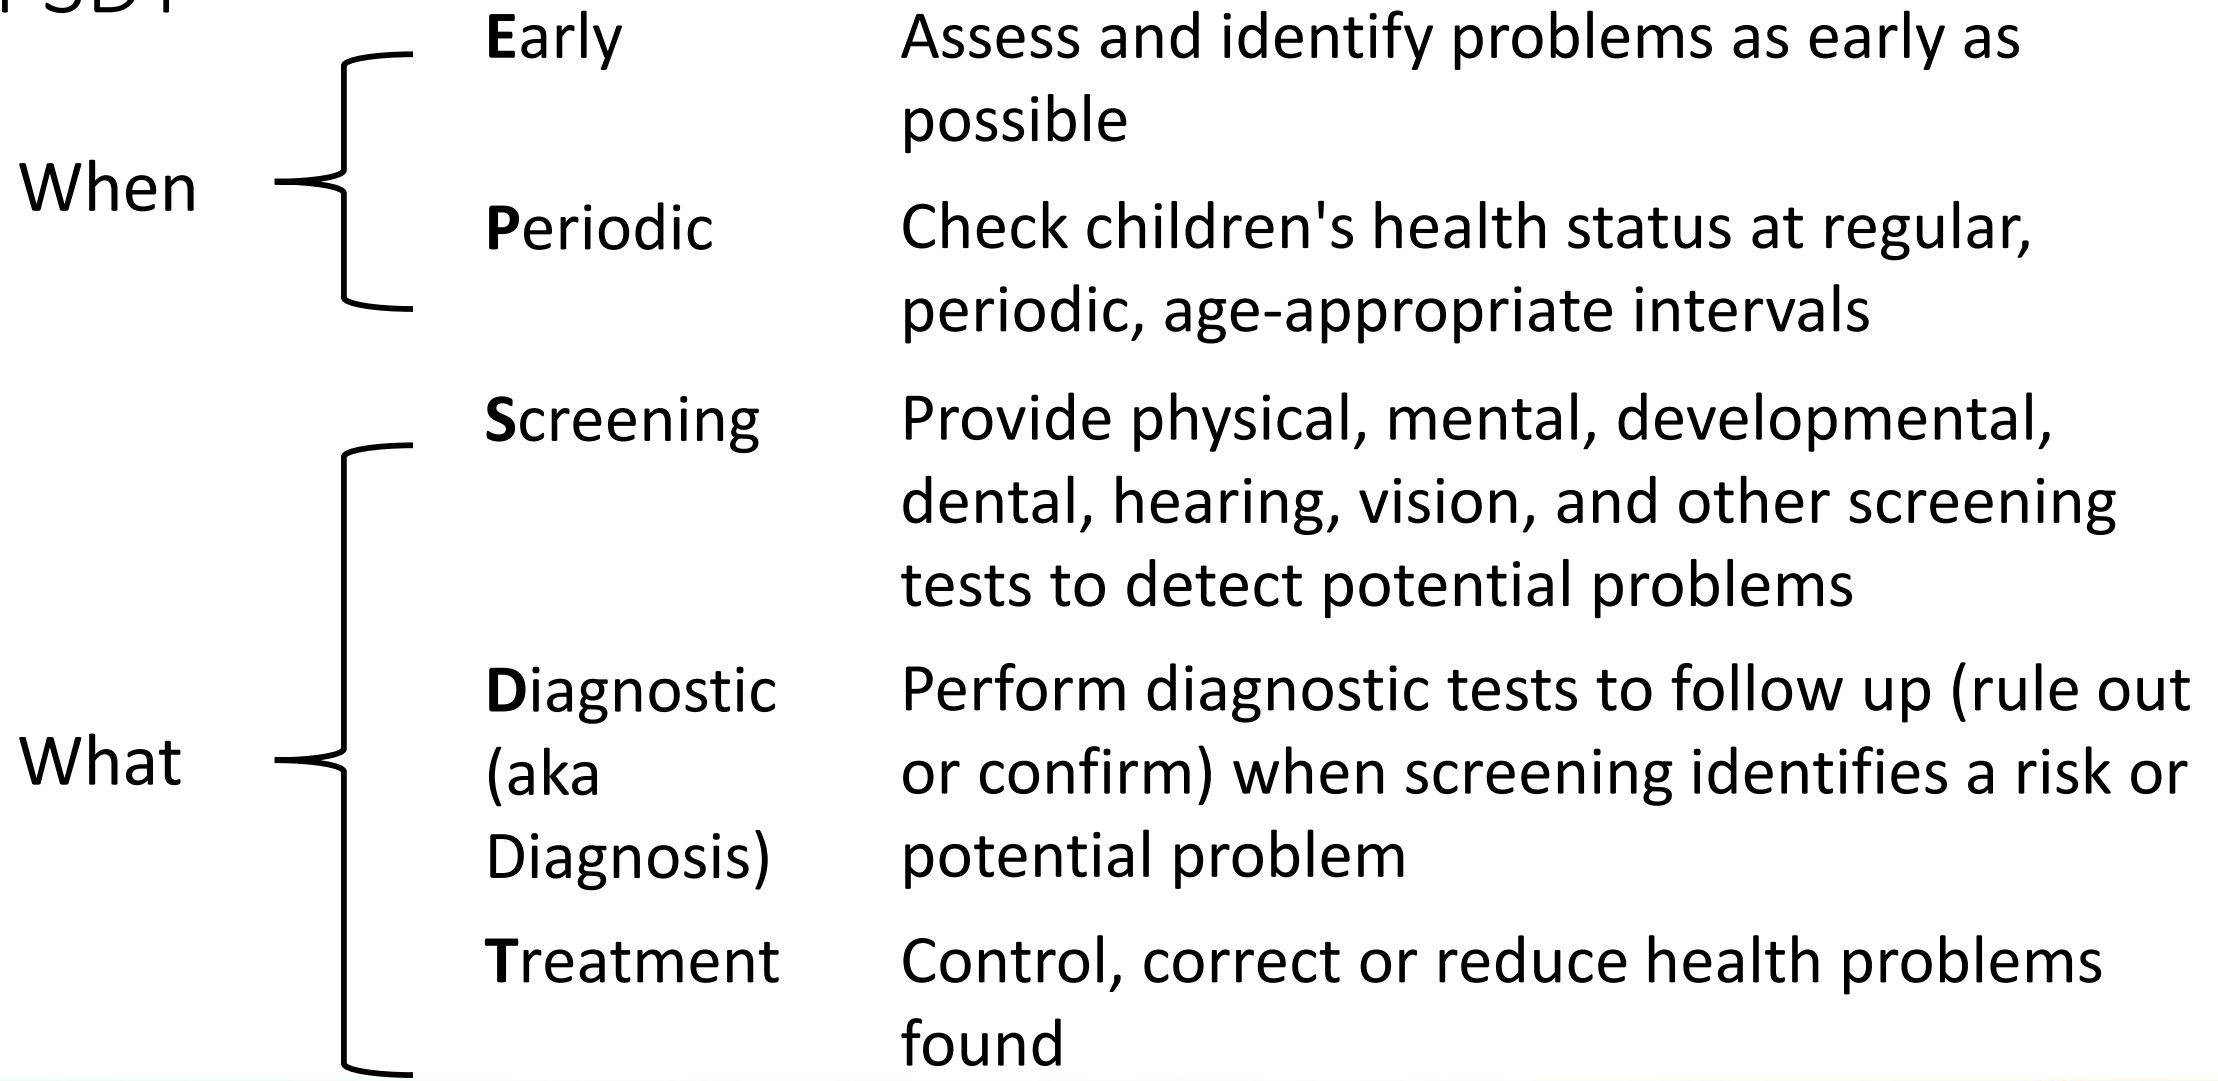 Early Assess and identify problems as early as
possible
When
Periodic Check children's health status at regular,
periodic, age-appropriate intervals
Screening Provide physical, mental, developmental,
dental, hearing, vision, and other screening
tests to detect potential problems
Diagnostic Perform diagnostic tests to follow up (rule out
What
(aka or confirm) when screening identifies a risk or
Diagnosis) potential problem
Treatment Control, correct or reduce health problems
found